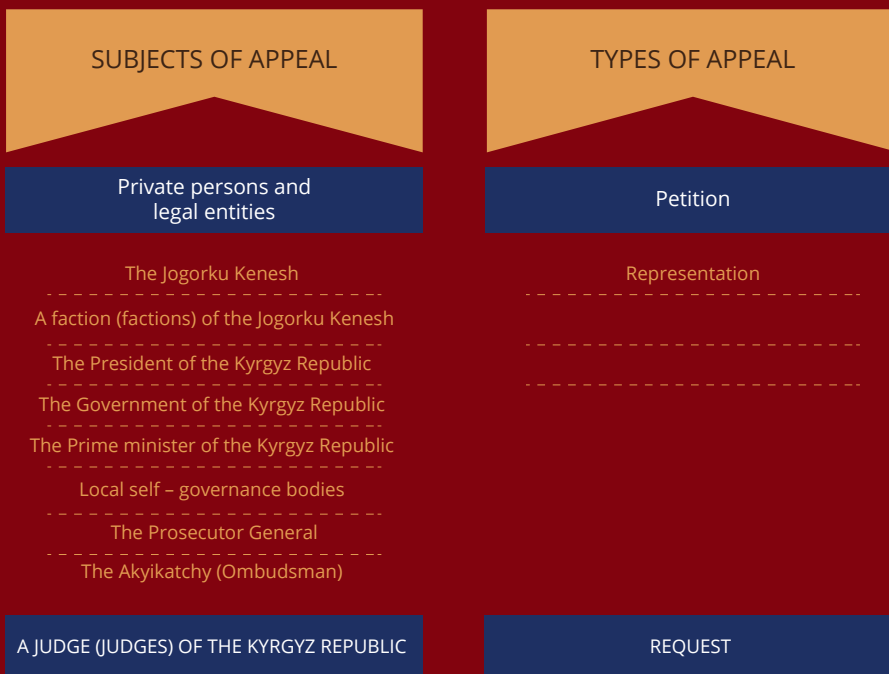 SUBJECTS OF APPEAL
TYPES OF APPEAL
Private persons and
legal entities
Petition
The Jogorku Kenesh
Representation
A faction (factions) of the Jogorku Kenesh
The President of the Kyrgyz Republic
The Government of the Kyrgyz Republic
The Prime minister of the Kyrgyz Republic
Local self – governance bodies
The Prosecutor General
The Akyikatchy (Ombudsman)
A JUDGE (JUDGES) OF THE KYRGYZ REPUBLIC
REQUEST